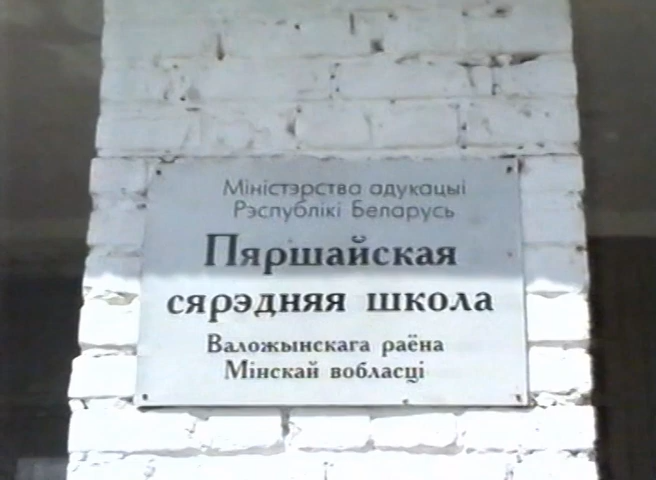 Міністэрства адукацыі
Рэспублікі Беларусь
Пяршайская
сярэдняя школа
Валожынскага раёна
Мінскай вобласці